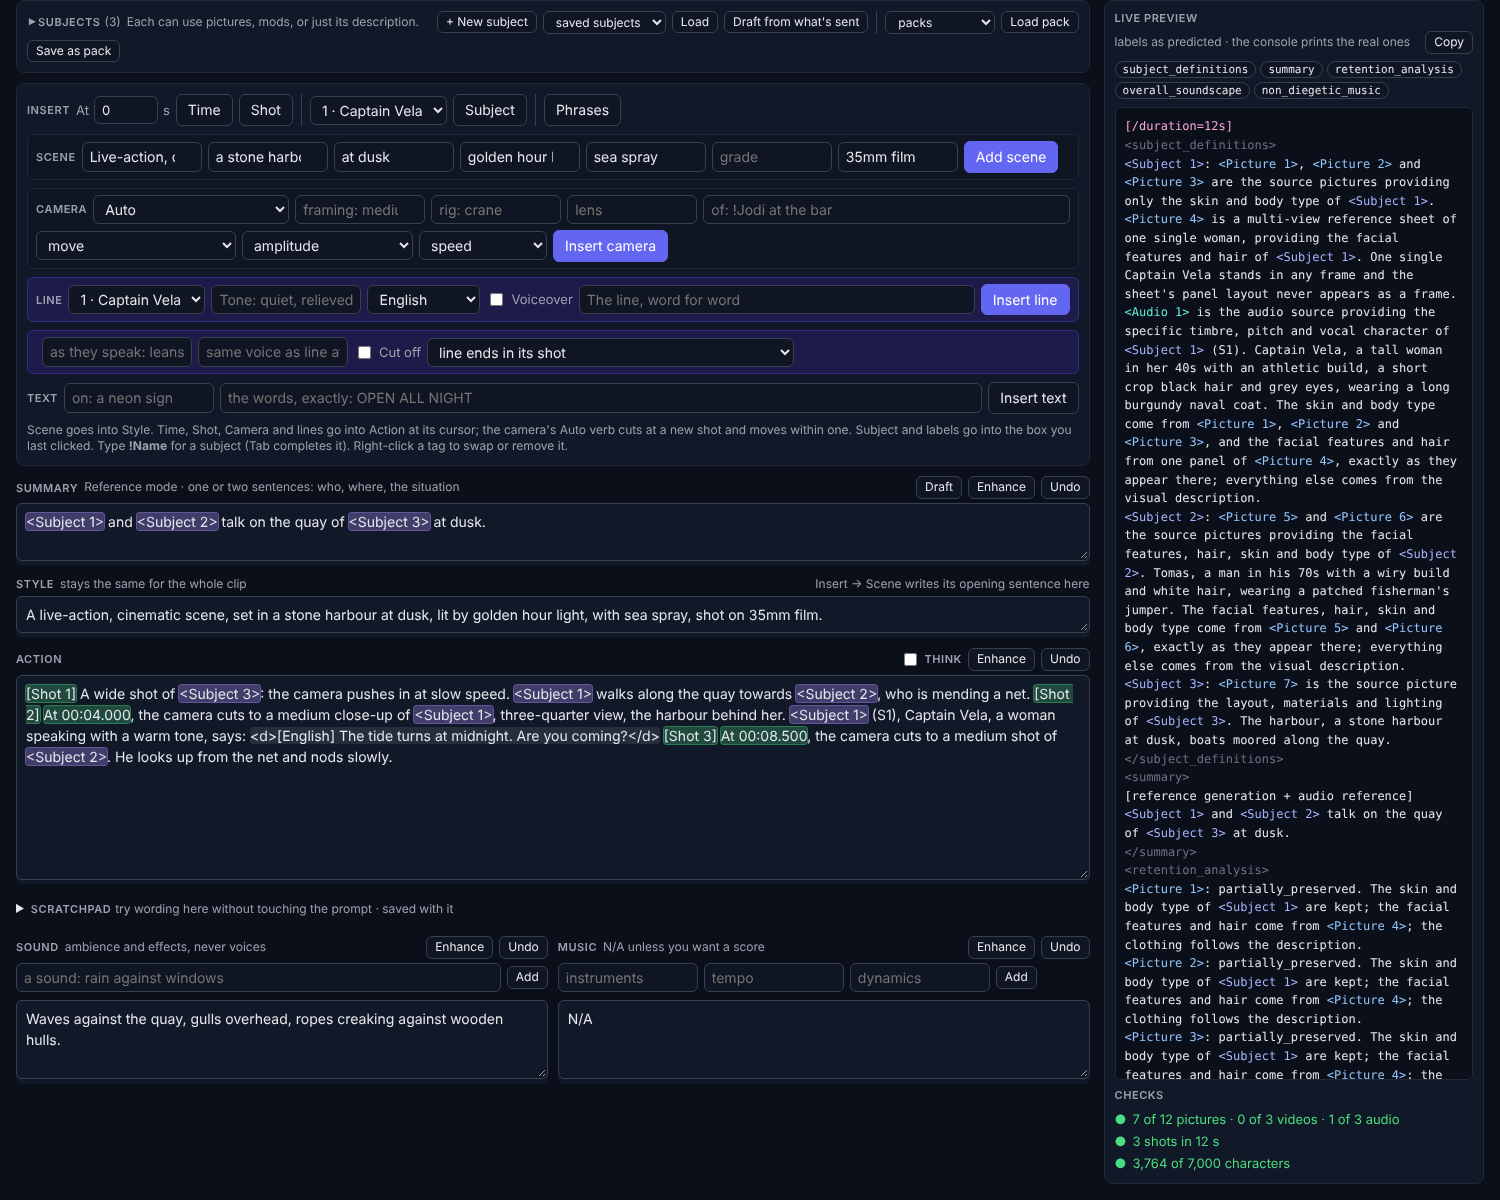 SUBJECTS (3) Each can use pictures, mods, or just its description. + New subject saved subjects Load Draft from what's sent packs Load pack
Save as pack
INSERT At 0 s Time Shot 1 · Captain Vela Subject Phrases
SCENE Live-action, c a stone harbo at dusk golden hour l sea spray grade 35mm film Add scene
CAMERA Auto framing: mediu rig: crane lens of: !Jodi at the bar
move amplitude speed Insert camera
LINE 1 · Captain Vela Tone: quiet, relieved English Voiceover The line, word for word Insert line
as they speak: leans same voice as line a Cut off line ends in its shot
TEXT on: a neon sign the words, exactly: OPEN ALL NIGHT Insert text
Scene goes into Style. Time, Shot, Camera and lines go into Action at its cursor; the camera's Auto verb cuts at a new shot and moves within one. Subject and labels go into the box you
last clicked. Type !Name for a subject (Tab completes it). Right-click a tag to swap or remove it.
SUMMARY Reference mode · one or two sentences: who, where, the situation Draft Enhance Undo
<Subject 1> and <Subject 2> talk on the quay of <Subject 3> at dusk.
STYLE stays the same for the whole clip Insert → Scene writes its opening sentence here
A live-action, cinematic scene, set in a stone harbour at dusk, lit by golden hour light, with sea spray, shot on 35mm film.
ACTION THINK Enhance Undo
[Shot 1] A wide shot of <Subject 3>: the camera pushes in at slow speed. <Subject 1> walks along the quay towards <Subject 2>, who is mending a net. [Shot
2] At 00:04.000, the camera cuts to a medium close-up of <Subject 1>, three-quarter view, the harbour behind her. <Subject 1> (S1), Captain Vela, a woman
speaking with a warm tone, says: <d>[English] The tide turns at midnight. Are you coming?</d> [Shot 3] At 00:08.500, the camera cuts to a medium shot of
<Subject 2>. He looks up from the net and nods slowly.
SCRATCHPAD try wording here without touching the prompt · saved with it
SOUND ambience and effects, never voices Enhance Undo
a sound: rain against windows Add
Waves against the quay, gulls overhead, ropes creaking against wooden
hulls.
MUSIC N/A unless you want a score Enhance Undo
instruments tempo dynamics Add
N/A
LIVE PREVIEW
labels as predicted · the console prints the real ones Copy
subject_definitions summary retention_analysis
overall_soundscape non_diegetic_music
[/duration=12s]
<subject_definitions>
<Subject 1>: <Picture 1>, <Picture 2> and
<Picture 3> are the source pictures providing
only the skin and body type of <Subject 1>.
<Picture 4> is a multi-view reference sheet of
one single woman, providing the facial
features and hair of <Subject 1>. One single
Captain Vela stands in any frame and the
sheet's panel layout never appears as a frame.
<Audio 1> is the audio source providing the
specific timbre, pitch and vocal character of
<Subject 1> (S1). Captain Vela, a tall woman
in her 40s with an athletic build, a short
crop black hair and grey eyes, wearing a long
burgundy naval coat. The skin and body type
come from <Picture 1>, <Picture 2> and
<Picture 3>, and the facial features and hair
from one panel of <Picture 4>, exactly as they
appear there; everything else comes from the
visual description.
<Subject 2>: <Picture 5> and <Picture 6> are
the source pictures providing the facial
features, hair, skin and body type of <Subject
2>. Tomas, a man in his 70s with a wiry build
and white hair, wearing a patched fisherman's
jumper. The facial features, hair, skin and
body type come from <Picture 5> and <Picture
6>, exactly as they appear there; everything
else comes from the visual description.
<Subject 3>: <Picture 7> is the source picture
providing the layout, materials and lighting
of <Subject 3>. The harbour, a stone harbour
at dusk, boats moored along the quay.
</subject_definitions>
<summary>
[reference generation + audio reference]
<Subject 1> and <Subject 2> talk on the quay
of <Subject 3> at dusk.
</summary>
<retention_analysis>
<Picture 1>: partially_preserved. The skin and
body type of <Subject 1> are kept; the facial
features and hair come from <Picture 4>; the
clothing follows the description.
<Picture 2>: partially_preserved. The skin and
body type of <Subject 1> are kept; the facial
features and hair come from <Picture 4>; the
clothing follows the description.
<Picture 3>: partially_preserved. The skin and
body type of <Subject 1> are kept; the facial
features and hair come from <Picture 4>; the
CHECKS
7 of 12 pictures · 0 of 3 videos · 1 of 3 audio
3 shots in 12 s
3,764 of 7,000 characters